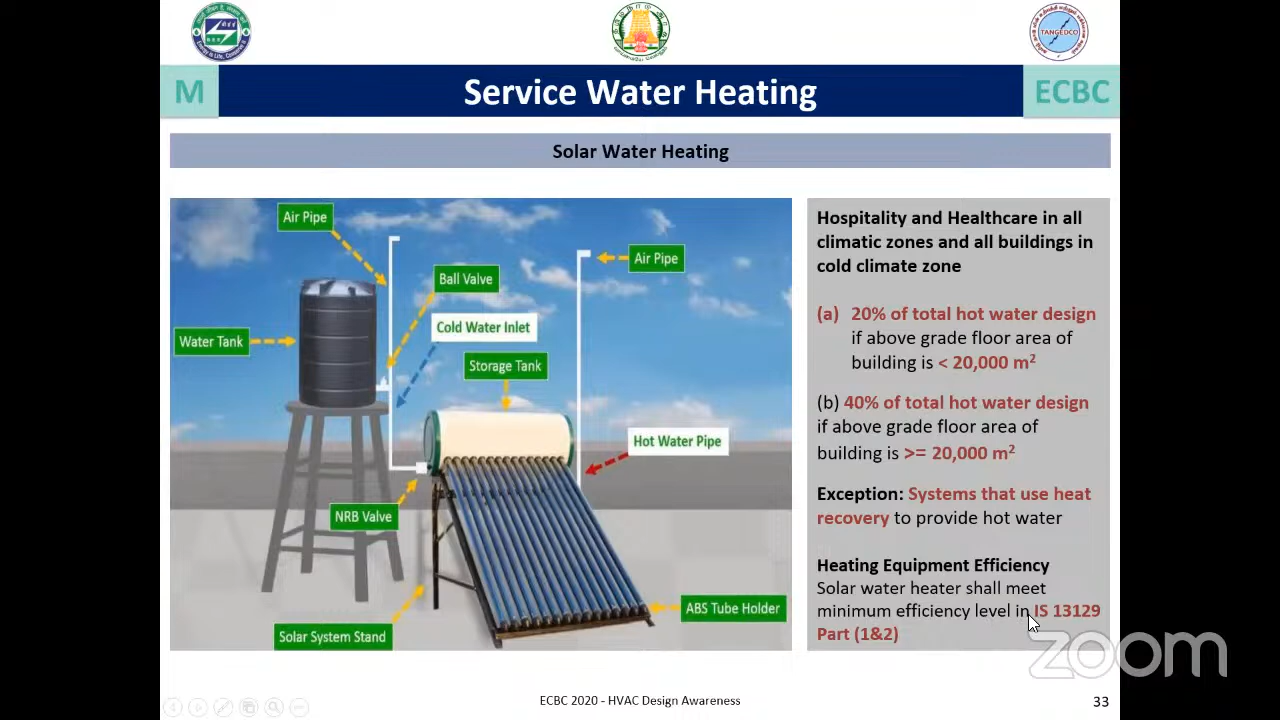 TANGEDCO
M
Service Water Heating
ECBC
Solar Water Heating
Air Pipe
Air Pipe
Ball Valve
Cold Water Inlet
Water Tank
Storage Tank
Hot Water Pipe
NRB Valve
ABS Tube Holder
Solar System Stand
Hospitality and Healthcare in all
climatic zones and all buildings in
cold climate zone
(a) 20% of total hot water design
if above grade floor area of
building is < 20,000 m²
(b) 40% of total hot water design
if above grade floor area of
building is >= 20,000 m²
Exception: Systems that use heat
recovery to provide hot water
Heating Equipment Efficiency
Solar water heater shall meet
minimum efficiency level in IS 13129
Part (1&2)
zoom
ECBC 2020 - HVAC Design Awareness
33